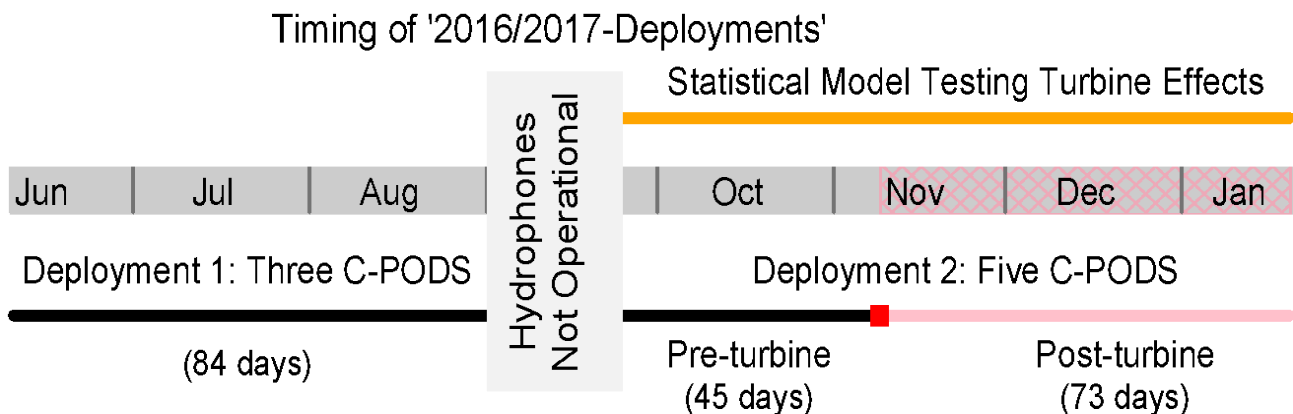 Timing of '2016/2017-Deployments'
Statistical Model Testing Turbine Effects
Hydrophones
Not Operational
Jun
Jul
Aug
Oct
Nov
Dec
Jan
Deployment 1: Three C-PODS
Deployment 2: Five C-PODS
(84 days)
Pre-turbine
(45 days)
Post-turbine
(73 days)